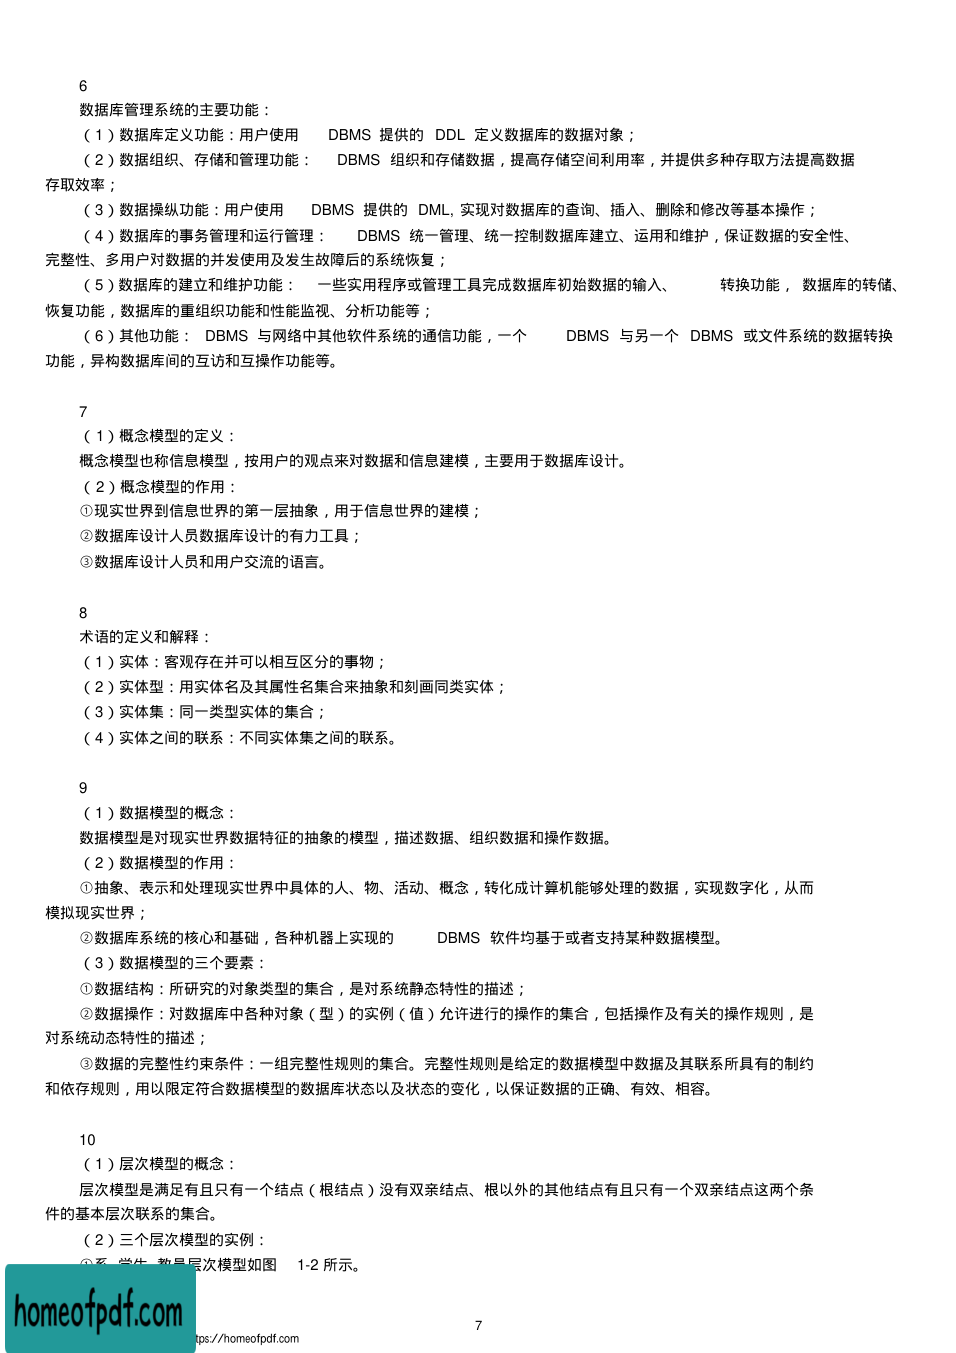 6
数据库管理系统的主要功能：
（1）数据库定义功能：用户使用 DBMS 提供的 DDL 定义数据库的数据对象；
（2）数据组织、存储和管理功能： DBMS 组织和存储数据，提高存储空间利用率，并提供多种存取方法提高数据
存取效率；
（3）数据操纵功能：用户使用 DBMS 提供的 DML, 实现对数据库的查询、插入、删除和修改等基本操作；
（4）数据库的事务管理和运行管理： DBMS 统一管理、统一控制数据库建立、运用和维护，保证数据的安全性、
完整性、多用户对数据的并发使用及发生故障后的系统恢复；
（5）数据库的建立和维护功能： 一些实用程序或管理工具完成数据库初始数据的输入、 转换功能， 数据库的转储、
恢复功能，数据库的重组织功能和性能监视、分析功能等；
（6）其他功能： DBMS 与网络中其他软件系统的通信功能，一个 DBMS 与另一个 DBMS 或文件系统的数据转换
功能，异构数据库间的互访和互操作功能等。
7
（1）概念模型的定义：
概念模型也称信息模型，按用户的观点来对数据和信息建模，主要用于数据库设计。
（2）概念模型的作用：
①现实世界到信息世界的第一层抽象，用于信息世界的建模；
②数据库设计人员数据库设计的有力工具；
③数据库设计人员和用户交流的语言。
8
术语的定义和解释：
（1）实体：客观存在并可以相互区分的事物；
（2）实体型：用实体名及其属性名集合来抽象和刻画同类实体；
（3）实体集：同一类型实体的集合；
（4）实体之间的联系：不同实体集之间的联系。
9
（1）数据模型的概念：
数据模型是对现实世界数据特征的抽象的模型，描述数据、组织数据和操作数据。
（2）数据模型的作用：
①抽象、表示和处理现实世界中具体的人、物、活动、概念，转化成计算机能够处理的数据，实现数字化，从而
模拟现实世界；
②数据库系统的核心和基础，各种机器上实现的 DBMS 软件均基于或者支持某种数据模型。
（3）数据模型的三个要素：
①数据结构：所研究的对象类型的集合，是对系统静态特性的描述；
②数据操作：对数据库中各种对象（型）的实例（值）允许进行的操作的集合，包括操作及有关的操作规则，是
对系统动态特性的描述；
③数据的完整性约束条件：一组完整性规则的集合。完整性规则是给定的数据模型中数据及其联系所具有的制约
和依存规则，用以限定符合数据模型的数据库状态以及状态的变化，以保证数据的正确、有效、相容。
10
（1）层次模型的概念：
层次模型是满足有且只有一个结点（根结点）没有双亲结点、根以外的其他结点有且只有一个双亲结点这两个条
件的基本层次联系的集合。
（2）三个层次模型的实例：
层次模型如图 1-2 所示。
homeofpdf.com
7
tps://homeofpdf.com